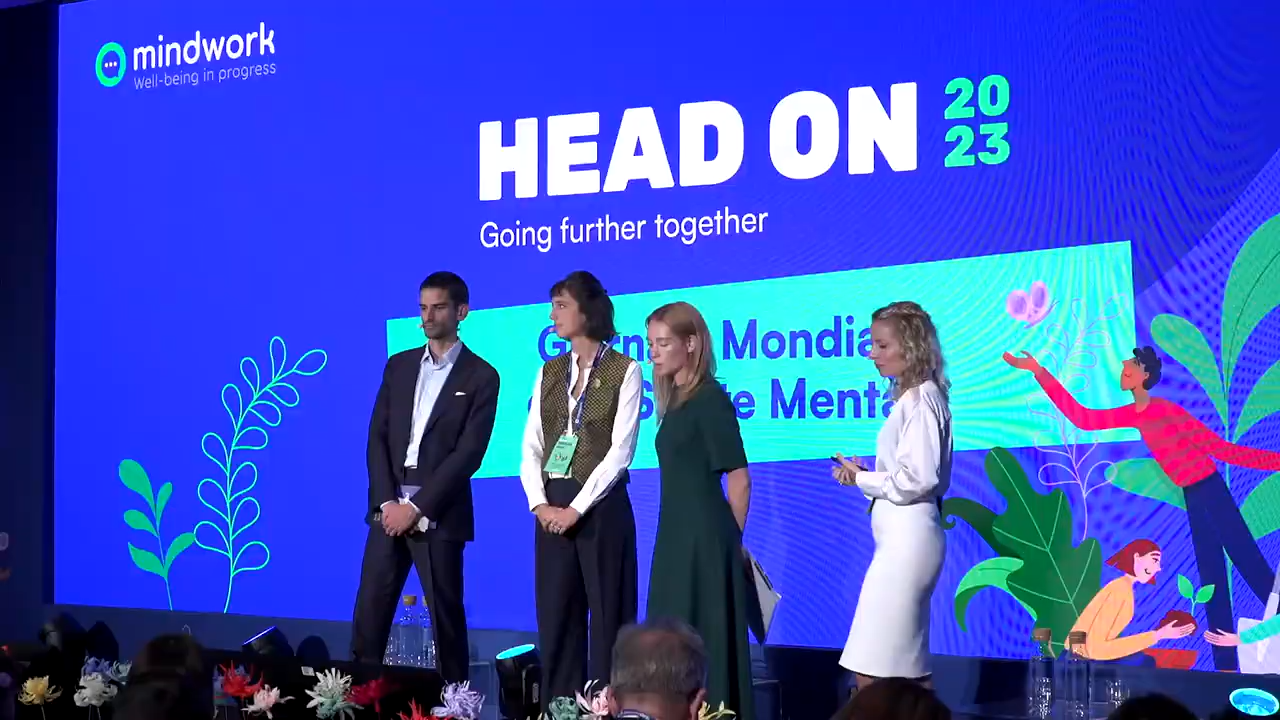 mindwork
Well-being in progress
HEAD ON 20
23
Going further together
Mondia
Menta